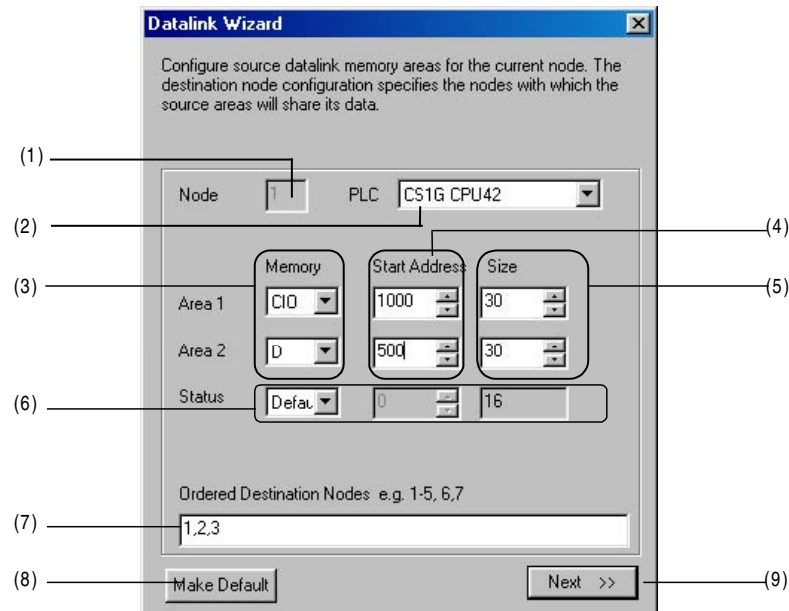 Datalink Wizard
Configure source datalink memory areas for the current node. The
destination node configuration specifies the nodes with which the
source areas will share its data.
(1)
Node 1 PLC CS1G CPU42
(2) (4)
Memory Start Address Size
(3) (5)
Area 1 CIO 1000 30
Area 2 D 500 30
(6) Status Defau 0 16
Ordered Destination Nodes e.g. 1-5, 6,7
(7) 1,2,3
(8) Make Default Next >> (9)